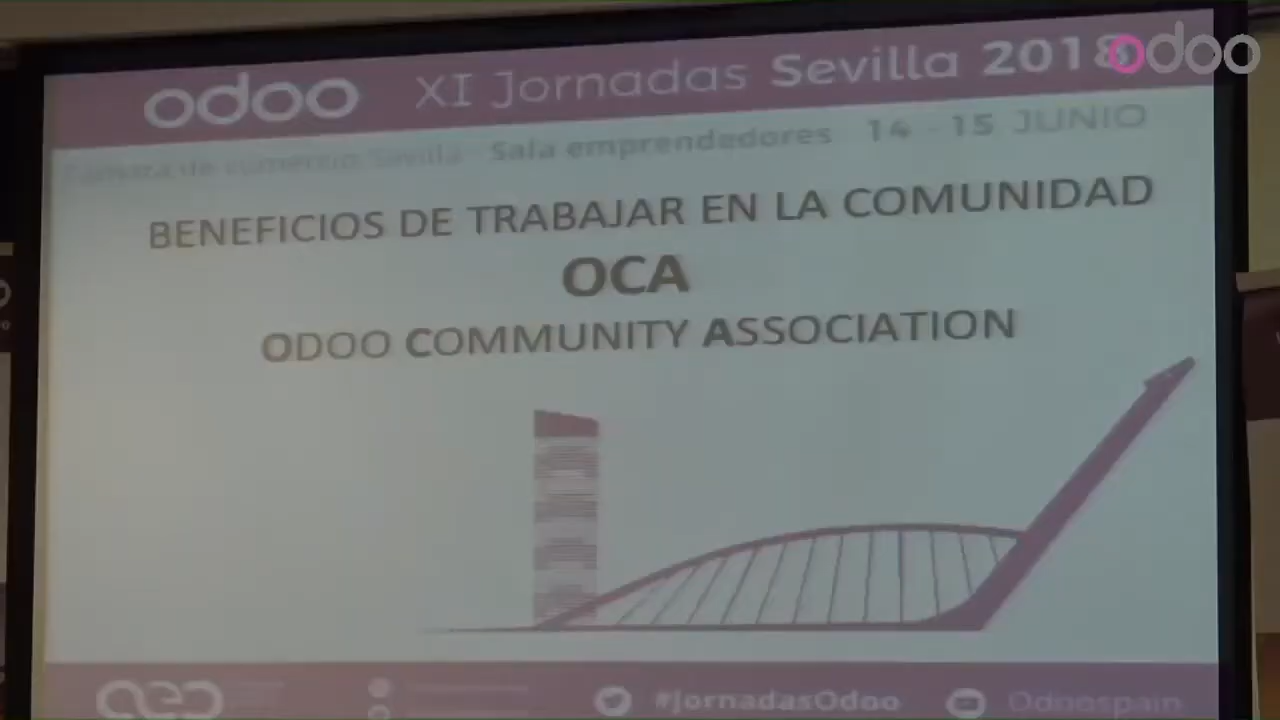 odoo XI Jornadas Sevilla 2018
odoo
Sala emprendedores 14 - 15 JUNIO
BENEFICIOS DE TRABAJAR EN LA COMUNIDAD
OCA
ODOO COMMUNITY ASSOCIATION
#JornadasOdoo Odoospain